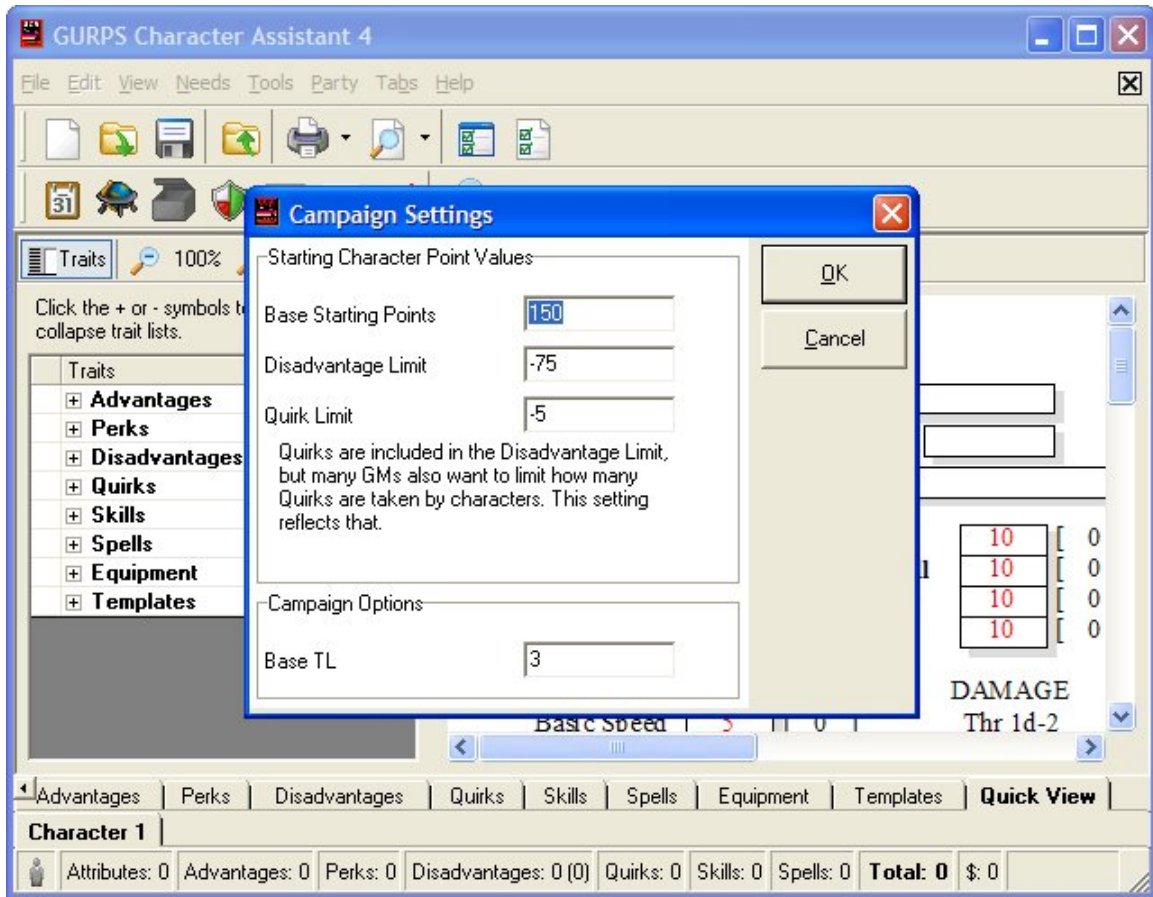 GURPS Character Assistant 4
File Edit View Needs Tools Party Tabs Help
31
Traits 100%
Click the + or - symbols t
collapse trait lists.
Traits
Advantages
Perks
Disadvantages
Quirks
Skills
Spells
Equipment
Templates
Campaign Settings
Starting Character Point Values
Base Starting Points 150
Disadvantage Limit -75
Quirk Limit -5
Quirks are included in the Disadvantage Limit,
but many GMs also want to limit how many
Quirks are taken by characters. This setting
reflects that.
Campaign Options
Base TL 3
OK
Cancel
10 [ 0
10 [ 0
10 [ 0
10 [ 0
DAMAGE
Basic Speed 5 [ 0 Thr 1d-2
Advantages Perks Disadvantages Quirks Skills Spells Equipment Templates Quick View
Character 1
Attributes: 0 Advantages: 0 Perks: 0 Disadvantages: 0 (0) Quirks: 0 Skills: 0 Spells: 0 Total: 0 $: 0